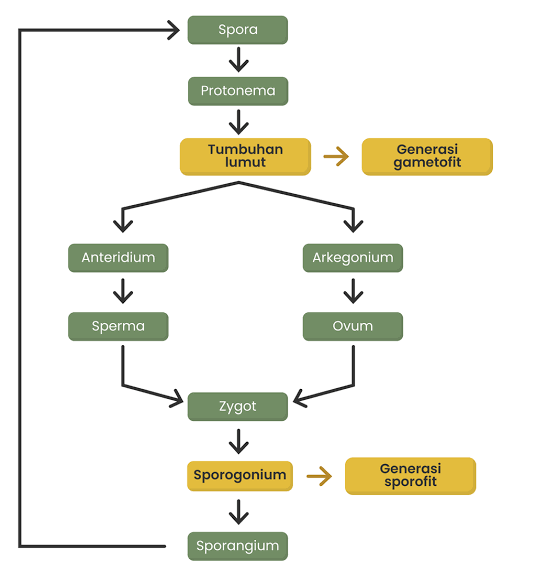 Spora
Protonema
Tumbuhan
lumut
Generasi
gametofit
Anteridium
Arkegonium
Sperma
Ovum
Zygot
Sporogonium
Generasi
sporofit
Sporangium